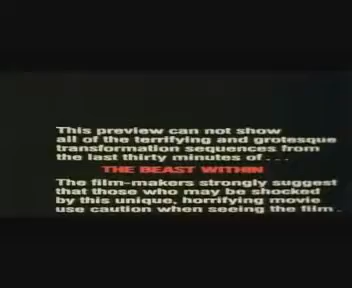 This preview can not show
all of the terrifying and grotesque
transformation sequences from
the last thirty minutes of...
THE BEAST WITHIN
The film-makers strongly suggest
that those who may be shocked
by this unique, horrifying movie
use caution when seeing the film.